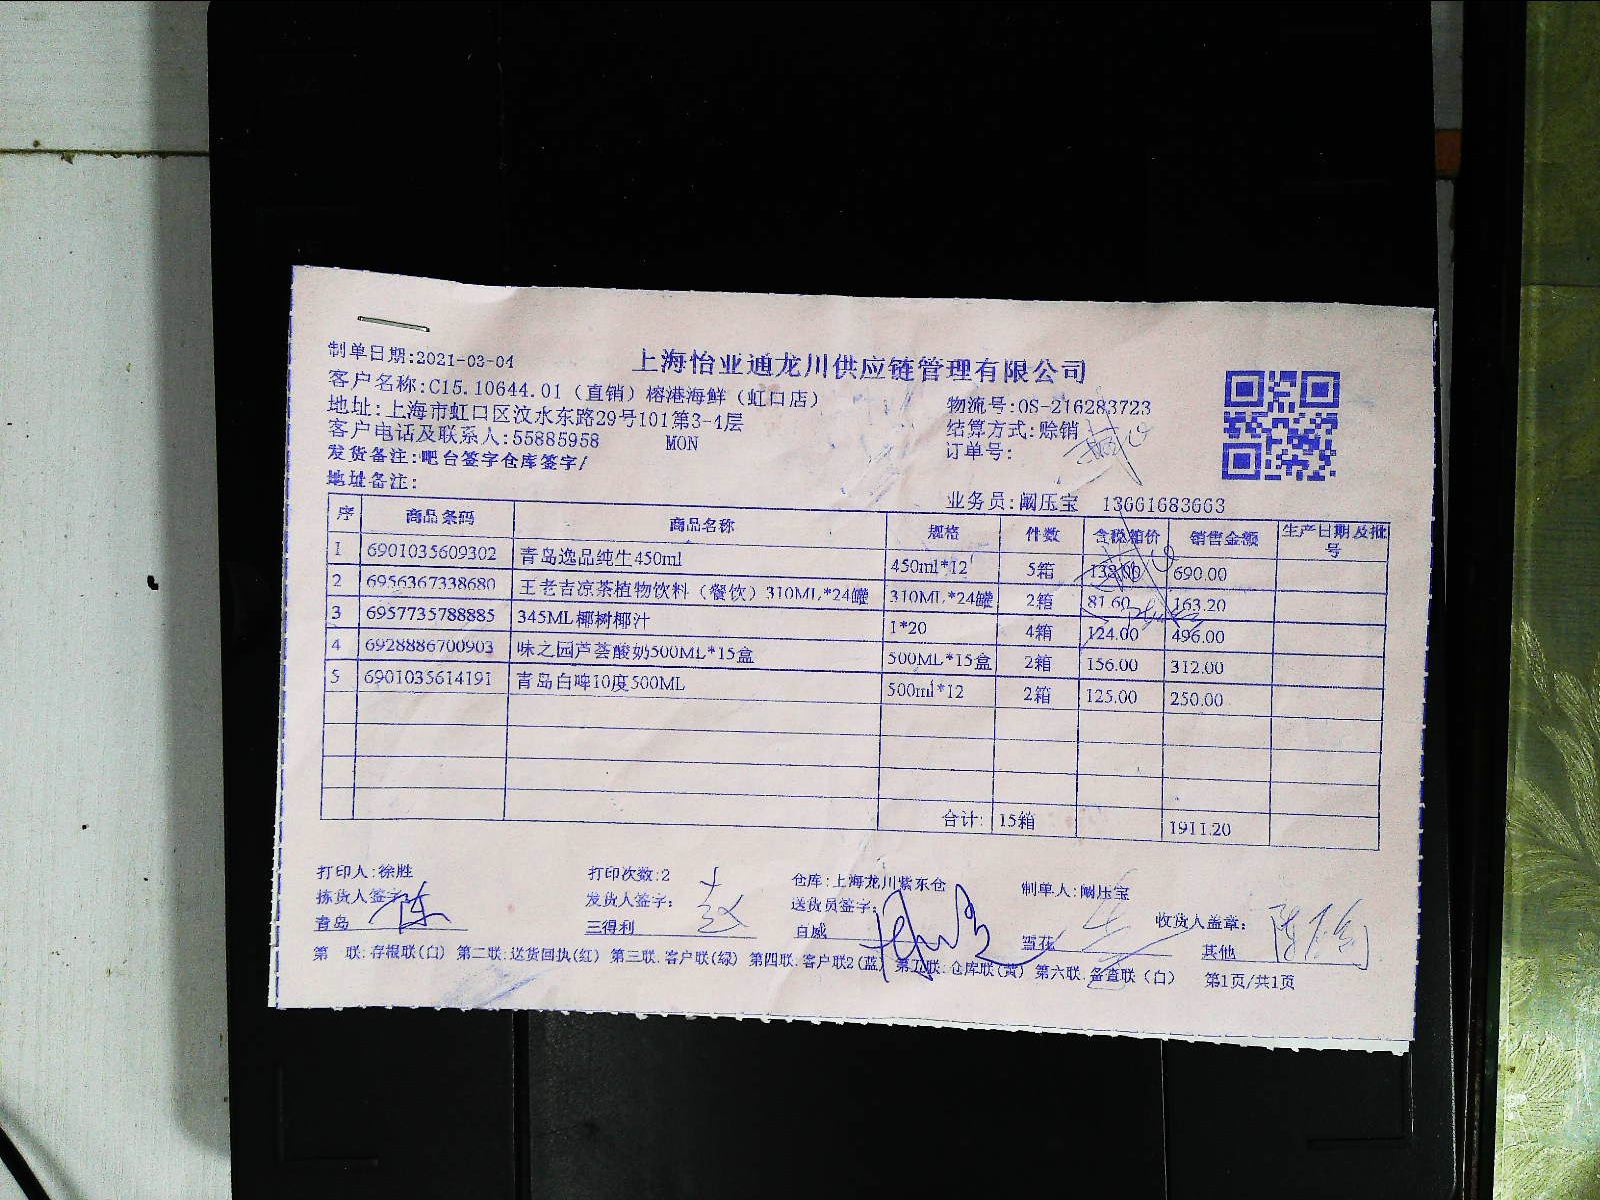 制单日期:2021-03-04
上海怡亚通龙川供应链管理有限公司
客户名称:C15.10644.01（直销）榕港海鲜（虹口店）
地址:上海市虹口区汶水东路29号101第3-4层
物流号:OS-216283723
客户电话及联系人:55885958 MON
结算方式:赊销
发货备注:吧台签字仓库签字/
订单号:
地址备注:
业务员:阚压宝 13661683663
序 商品条码 商品名称 规格 件数 含税箱价 销售金额 生产日期及批号
1 6901035609302 青岛逸品纯生450ml 450ml*12 5箱 138.00 690.00
2 6956367338680 王老吉凉茶植物饮料（餐饮）310ML*24罐 310ML*24罐 2箱 81.60 163.20
3 6957735788885 345ML椰树椰汁 1*20 4箱 124.00 496.00
4 6928886700903 味之园芦荟酸奶500ML*15盒 500ML*15盒 2箱 156.00 312.00
5 6901035614191 青岛白啤10度500ML 500ml*12 2箱 125.00 250.00
合计: 15箱 1911.20
打印人:徐胜 打印次数:2 仓库:上海龙川紫东仓 制单人:阚压宝
拣货人签字: 发货人签字: 送货员签字: 收货人盖章:
青岛 三得利 百威 雪花 其他
第 联:存根联(白) 第二联:送货回执(红) 第三联:客户联(绿) 第四联:客户联2(蓝) 第五联:仓库联(黄) 第六联:备查联（白） 第1页/共1页